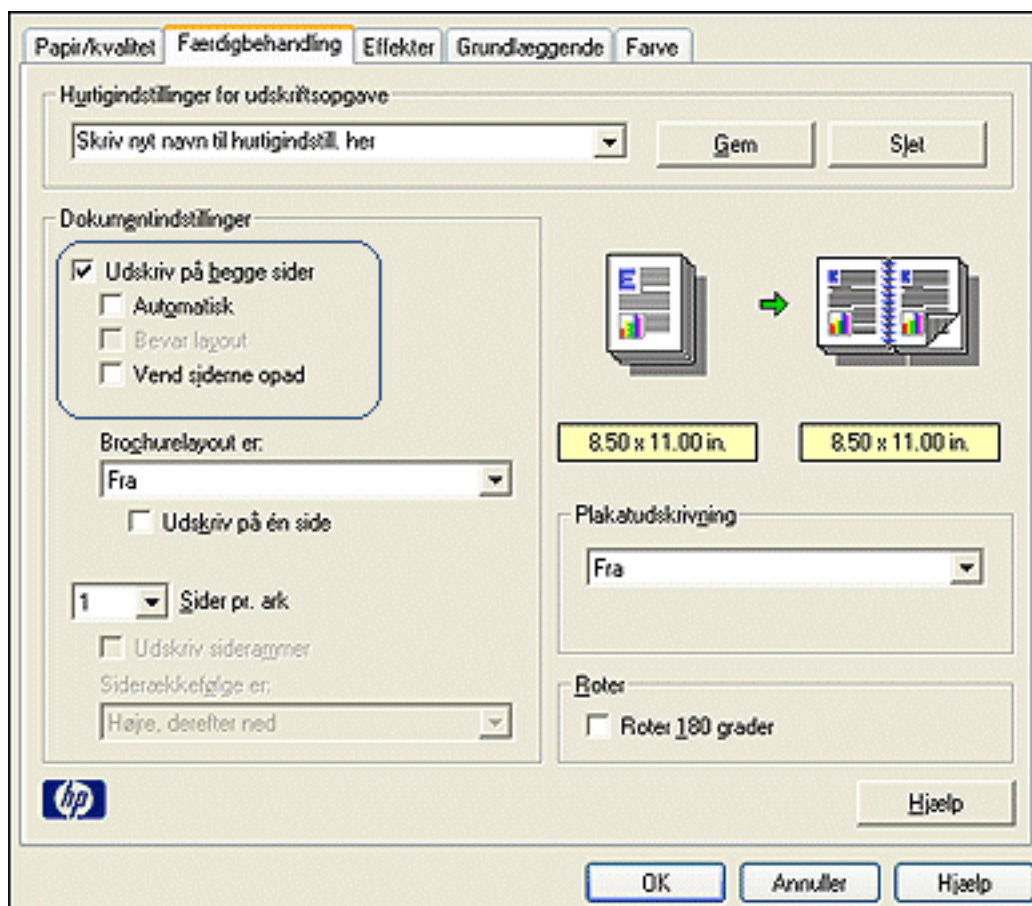 Papir/kvalitet Færdigbehandling Effekter Grundlæggende Farve
Hurtigindstillinger for udskriftsopgave
Skriv nyt navn til hurtigindstill. her
Gem
Slet
Dokumentindstillinger
Udskriv på begge sider
Automatisk
Bevar layout
Vend siderne opad
Brochurelayout er:
Fra
Udskriv på én side
1 Sider pr. ark
Udskriv siderammer
Siderækkefølge er:
Højre, derefter ned
E
8.50 x 11.00 in.
8.50 x 11.00 in.
Plakatudskrivning
Fra
Roter
Roter 180 grader
hp
Hjælp
OK Annuller Hjælp